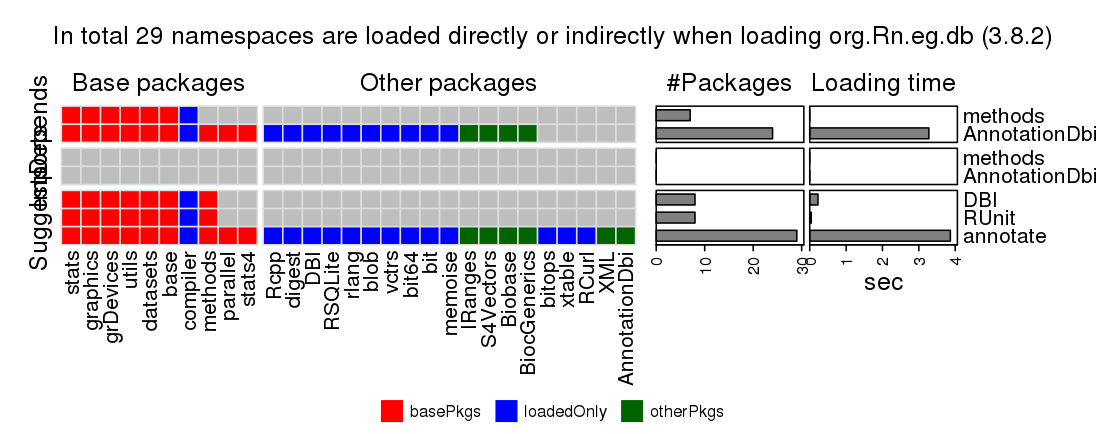 In total 29 namespaces are loaded directly or indirectly when loading org.Rn.eg.db (3.8.2)
Base packages
Other packages
#Packages
Loading time
methods
AnnotationDbi
methods
AnnotationDbi
DBI
RUnit
annotate
Suggests
stats
graphics
grDevices
utils
datasets
base
compiler
methods
parallel
stats4
Rcpp
digest
DBI
RSQLite
rlang
blob
vctrs
bit64
bit
memoise
IRanges
S4Vectors
Biobase
BiocGenerics
bitops
xtable
RCurl
XML
AnnotationDbi
0 10 20 30
0 1 2 3 4
sec
basePkgs loadedOnly otherPkgs